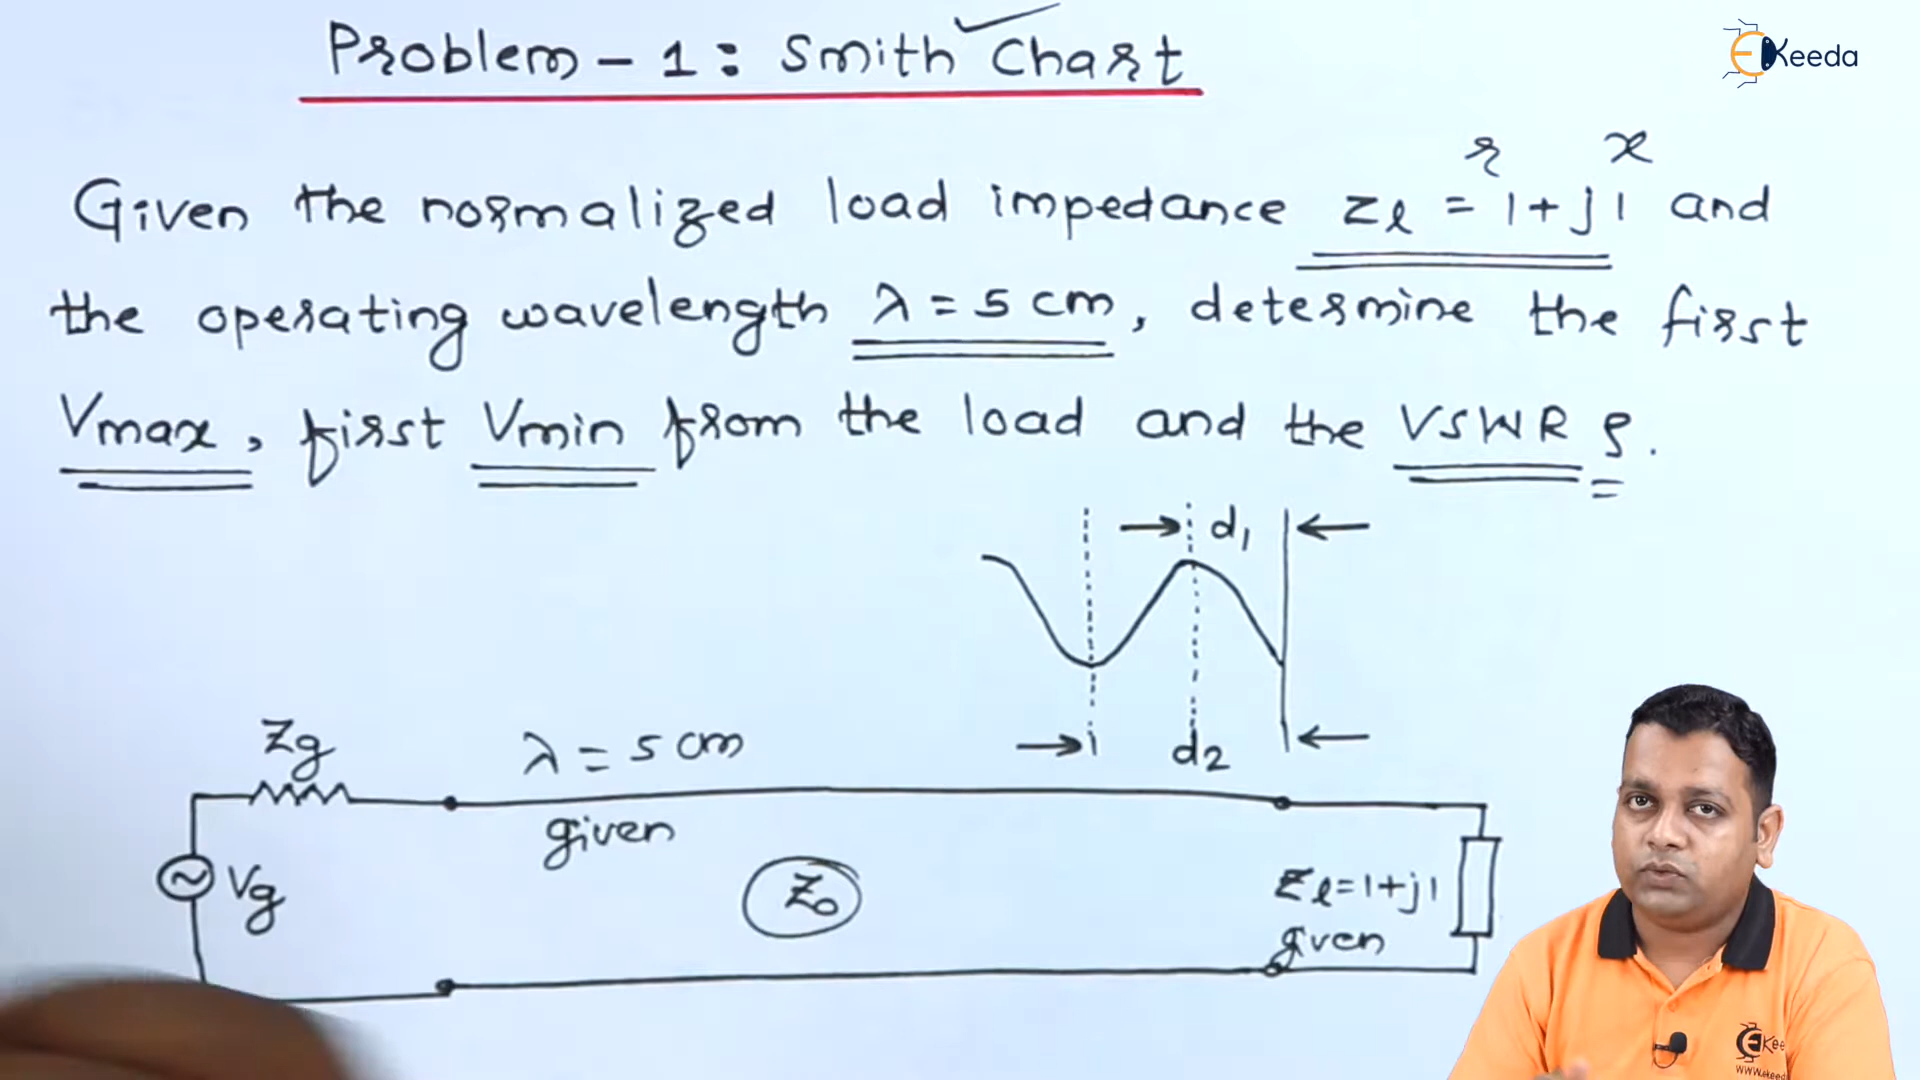 Problem - 1: Smith Chart
EKeeda
r x
Given the normalized load impedance zl = 1+j1 and
the operating wavelength λ = 5 cm, determine the first
Vmax, first Vmin from the load and the VSWR ρ.
d1
d2
Zg
λ = 5 cm
given
Vg
Z0
zl=1+j1
given